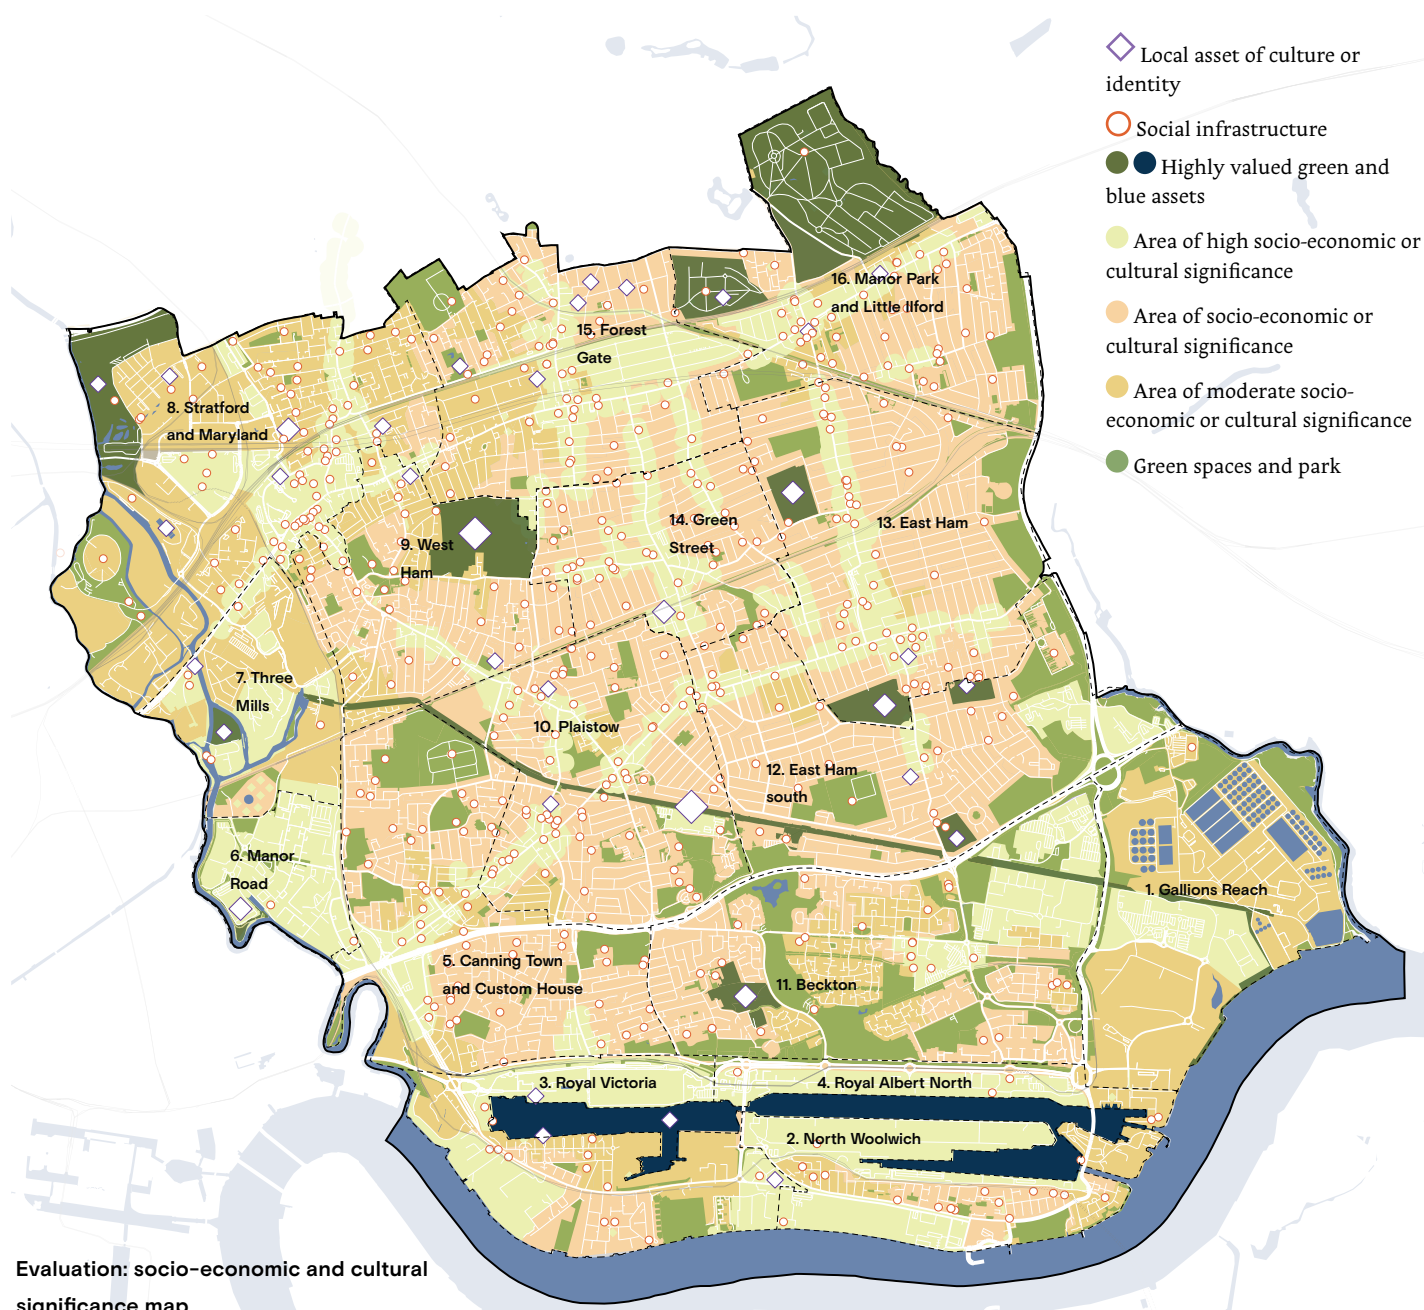 Local asset of culture or
identity
Social infrastructure
Highly valued green and
blue assets
Area of high socio-economic or
cultural significance
Area of socio-economic or
cultural significance
Area of moderate socio-
economic or cultural significance
Green spaces and park
16. Manor Park
and Little Ilford
15. Forest
Gate
8. Stratford
and Maryland
14. Green
Street
13. East Ham
9. West
Ham
7. Three
Mills
10. Plaistow
12. East Ham
south
6. Manor
Road
1. Gallions Reach
5. Canning Town
and Custom House
11. Beckton
3. Royal Victoria
4. Royal Albert North
2. North Woolwich
Evaluation: socio-economic and cultural
significance map